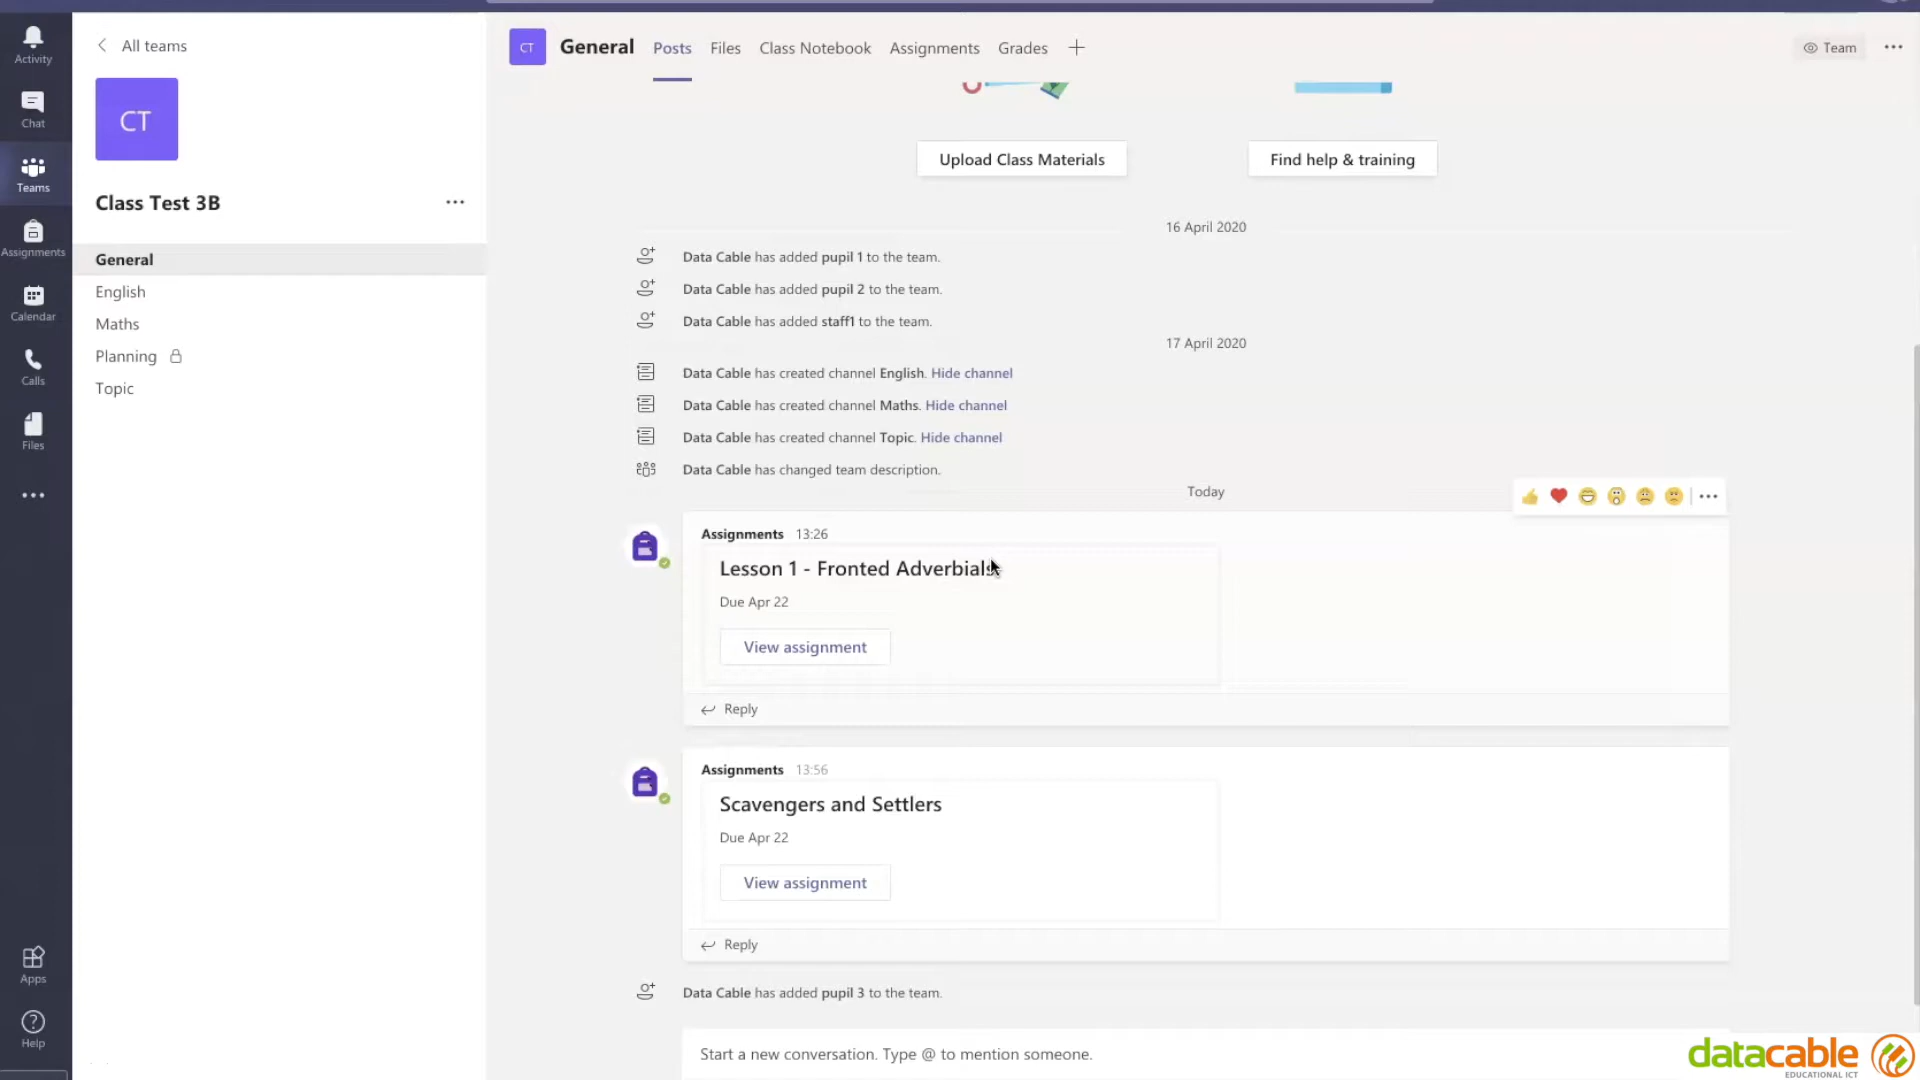 Activity
Chat
Teams
Assignments
Calendar
Calls
Files
Apps
Help
All teams
CT
Class Test 3B
General
English
Maths
Planning
Topic
CT
General
Posts
Files
Class Notebook
Assignments
Grades
Team
Upload Class Materials
Find help & training
16 April 2020
Data Cable has added pupil 1 to the team.
Data Cable has added pupil 2 to the team.
Data Cable has added staff1 to the team.
17 April 2020
Data Cable has created channel English. Hide channel
Data Cable has created channel Maths. Hide channel
Data Cable has created channel Topic. Hide channel
Data Cable has changed team description.
Today
Assignments 13:26
Lesson 1 - Fronted Adverbials
Due Apr 22
View assignment
Reply
Assignments 13:56
Scavengers and Settlers
Due Apr 22
View assignment
Reply
Data Cable has added pupil 3 to the team.
Start a new conversation. Type @ to mention someone.
datacable
EDUCATIONAL ICT